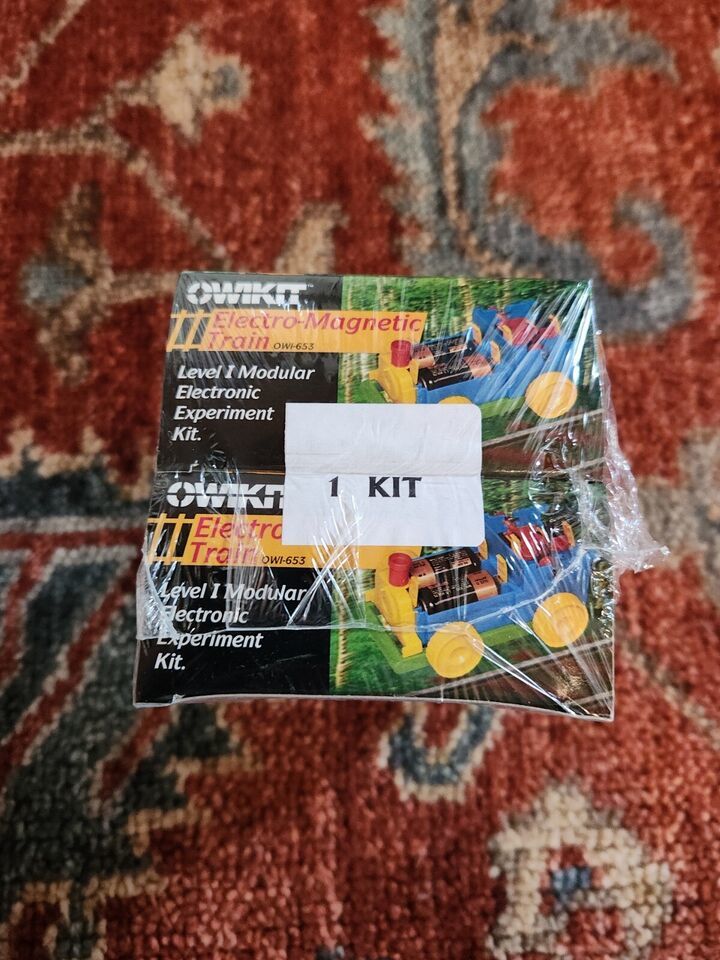 OWIKIT™
Electro-Magnetic
Train OWI-653
Level I Modular
Electronic
Experiment
Kit.
1 KIT
OWIKIT
Electro
Train OWI-653
Level I Modular
Electronic
Experiment
Kit.